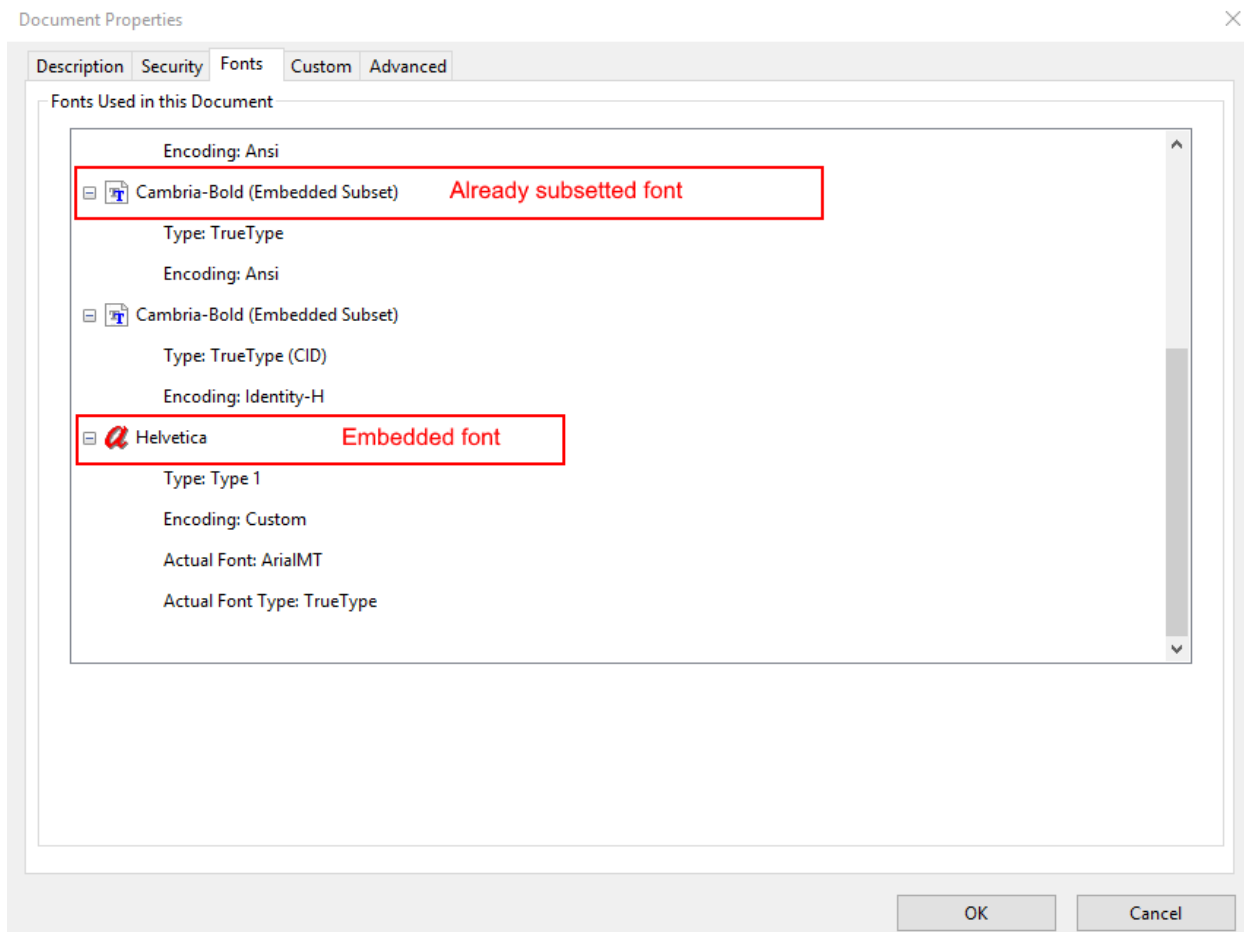 Document Properties
Description Security Fonts Custom Advanced
Fonts Used in this Document
Encoding: Ansi
Cambria-Bold (Embedded Subset) Already subsetted font
Type: TrueType
Encoding: Ansi
Cambria-Bold (Embedded Subset)
Type: TrueType (CID)
Encoding: Identity-H
Helvetica Embedded font
Type: Type 1
Encoding: Custom
Actual Font: ArialMT
Actual Font Type: TrueType
OK Cancel